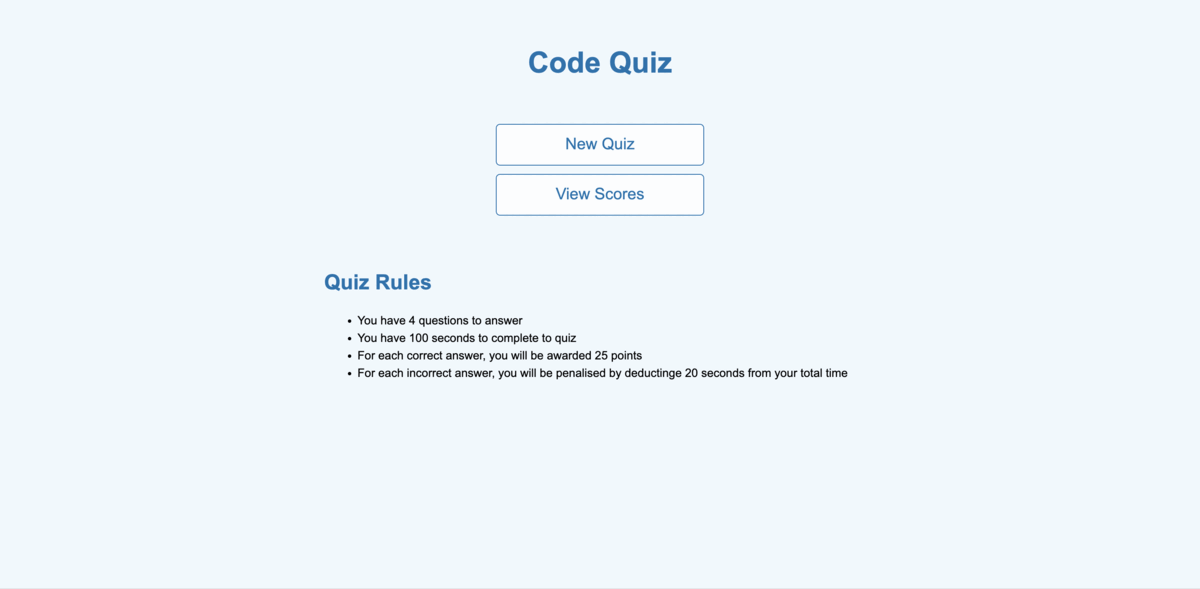 Code Quiz
New Quiz
View Scores
Quiz Rules
• You have 4 questions to answer
• You have 100 seconds to complete to quiz
• For each correct answer, you will be awarded 25 points
• For each incorrect answer, you will be penalised by deductinge 20 seconds from your total time